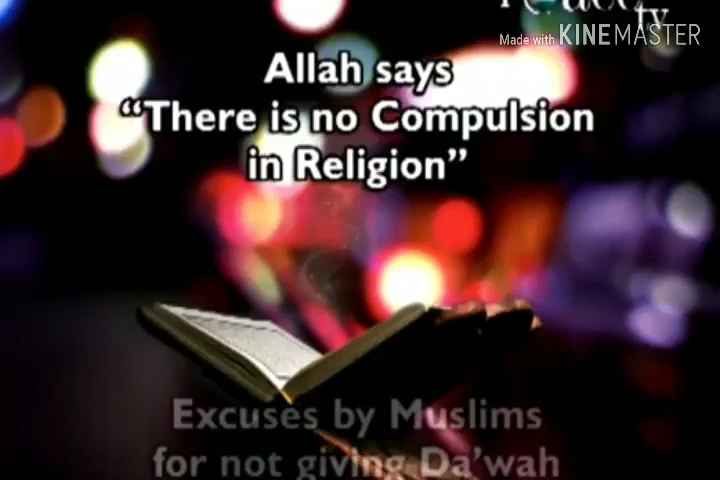 tv
Made with KINEMASTER
Allah says
“There is no Compulsion
in Religion”
Excuses by Muslims
for not giving Da’wah